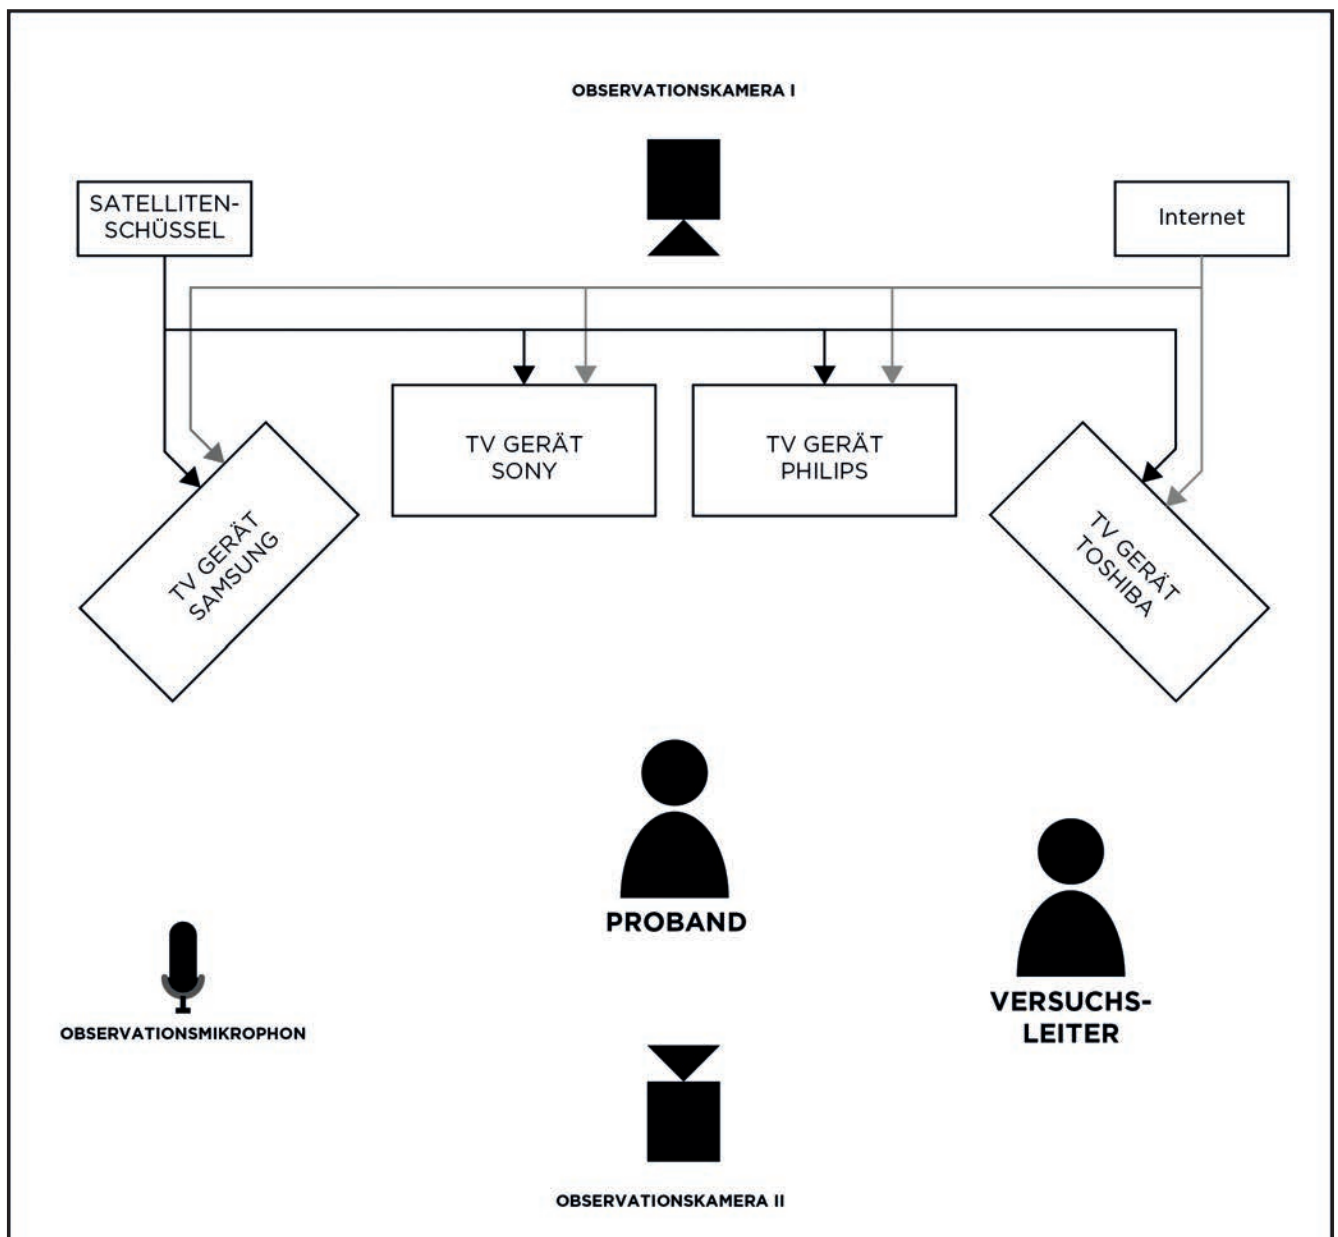 OBSERVATIONSKAMERA I
SATELLITEN-
SCHÜSSEL
Internet
TV GERÄT
SONY
TV GERÄT
PHILIPS
TV GERÄT
SAMSUNG
TV GERÄT
TOSHIBA
PROBAND
VERSUCHS-
LEITER
OBSERVATIONSMIKROPHON
OBSERVATIONSKAMERA II